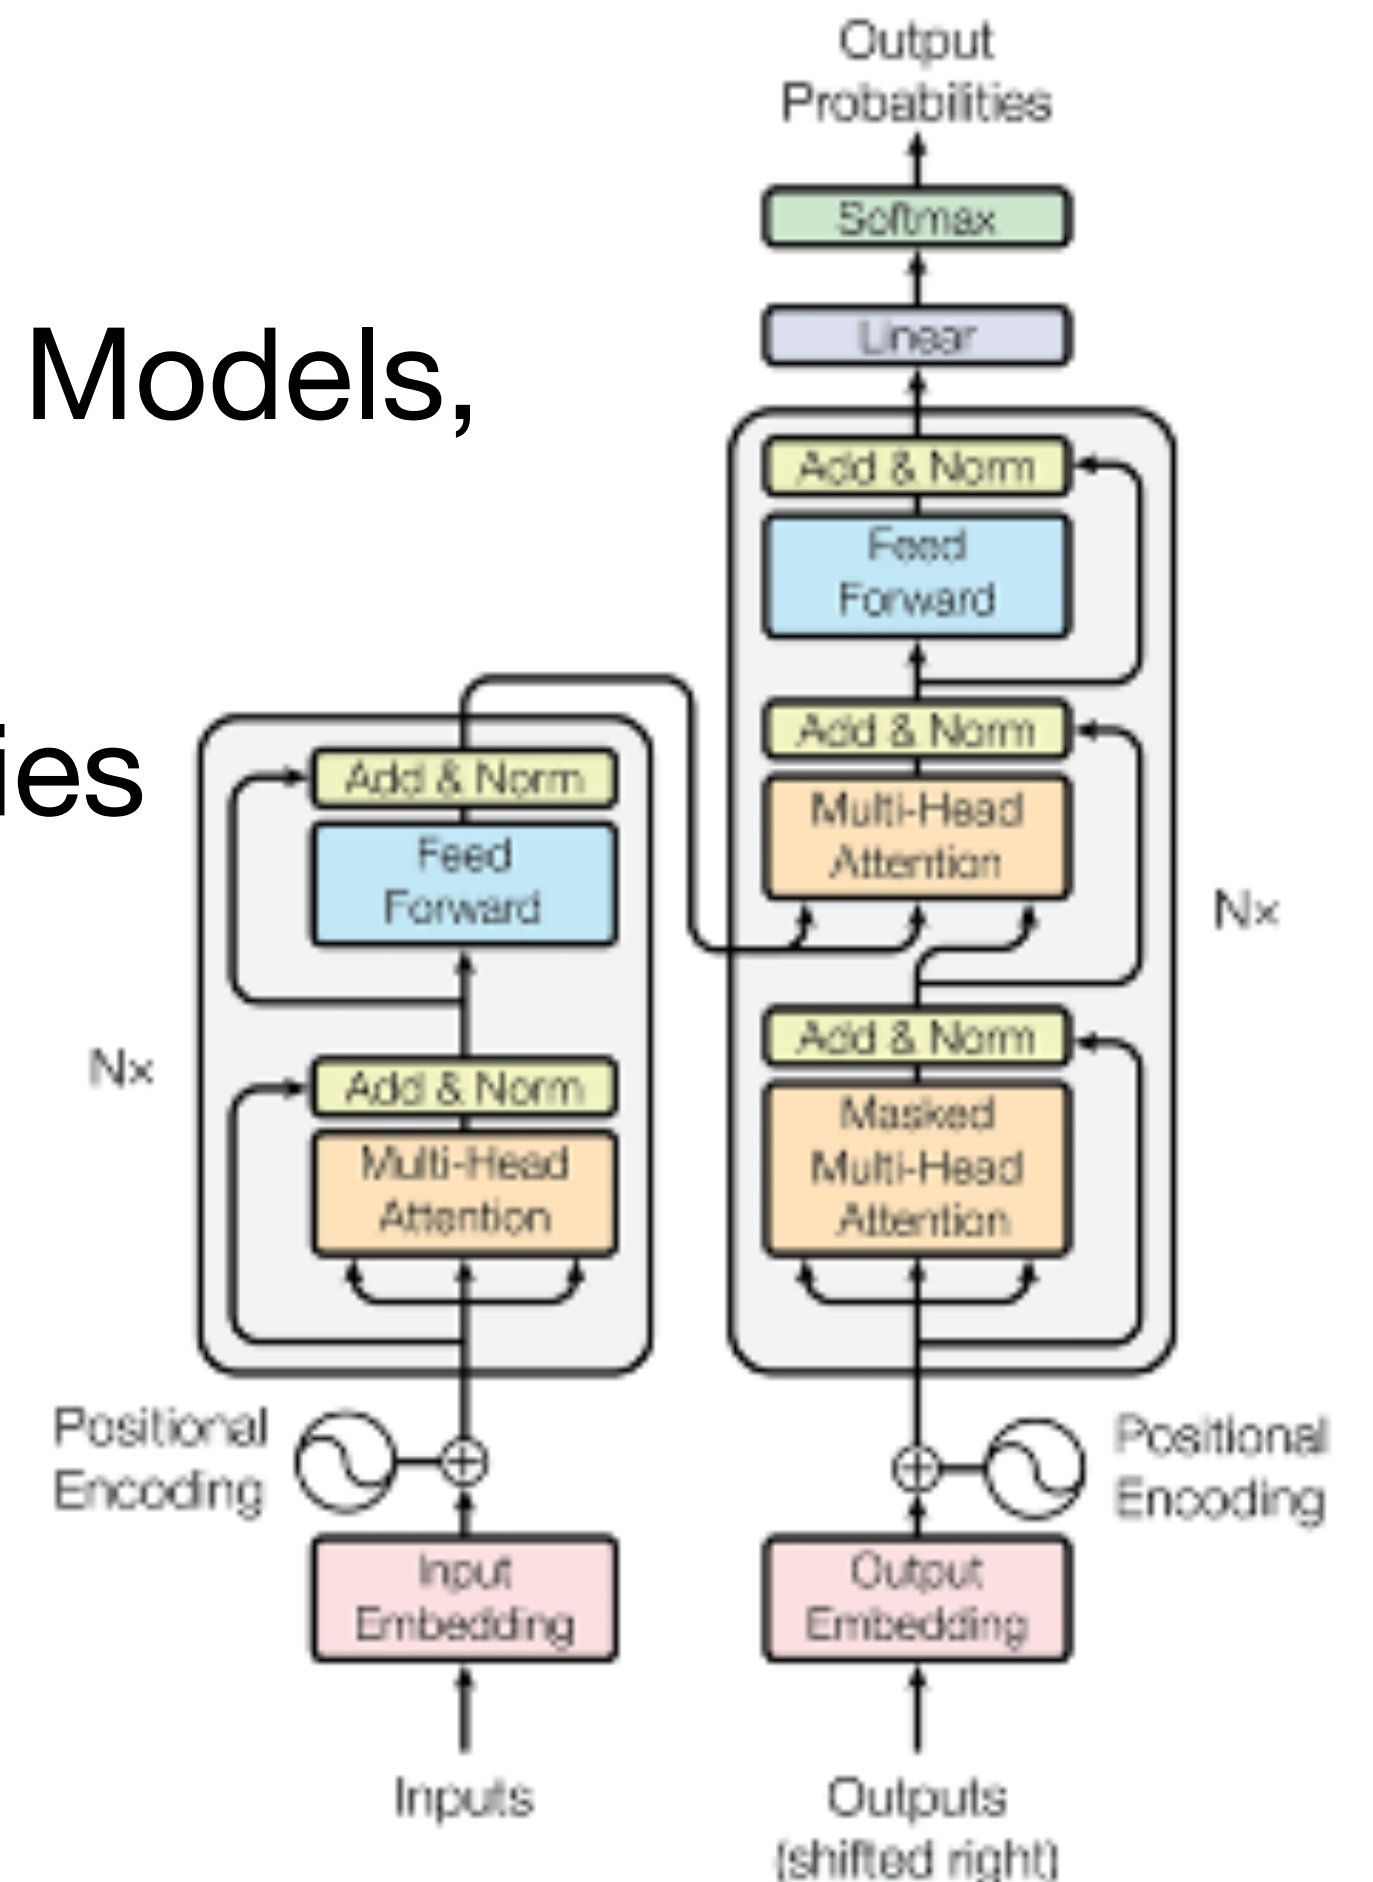 Models,
ies
Output
Probabilities
Softmax
Linear
Add & Norm
Feed
Forward
Add & Norm
Multi-Head
Attention
Nx
Add & Norm
Masked
Multi-Head
Attention
Add & Norm
Feed
Forward
Nx
Add & Norm
Multi-Head
Attention
Positional
Encoding
Positional
Encoding
Input
Embedding
Output
Embedding
Inputs
Outputs
(shifted right)